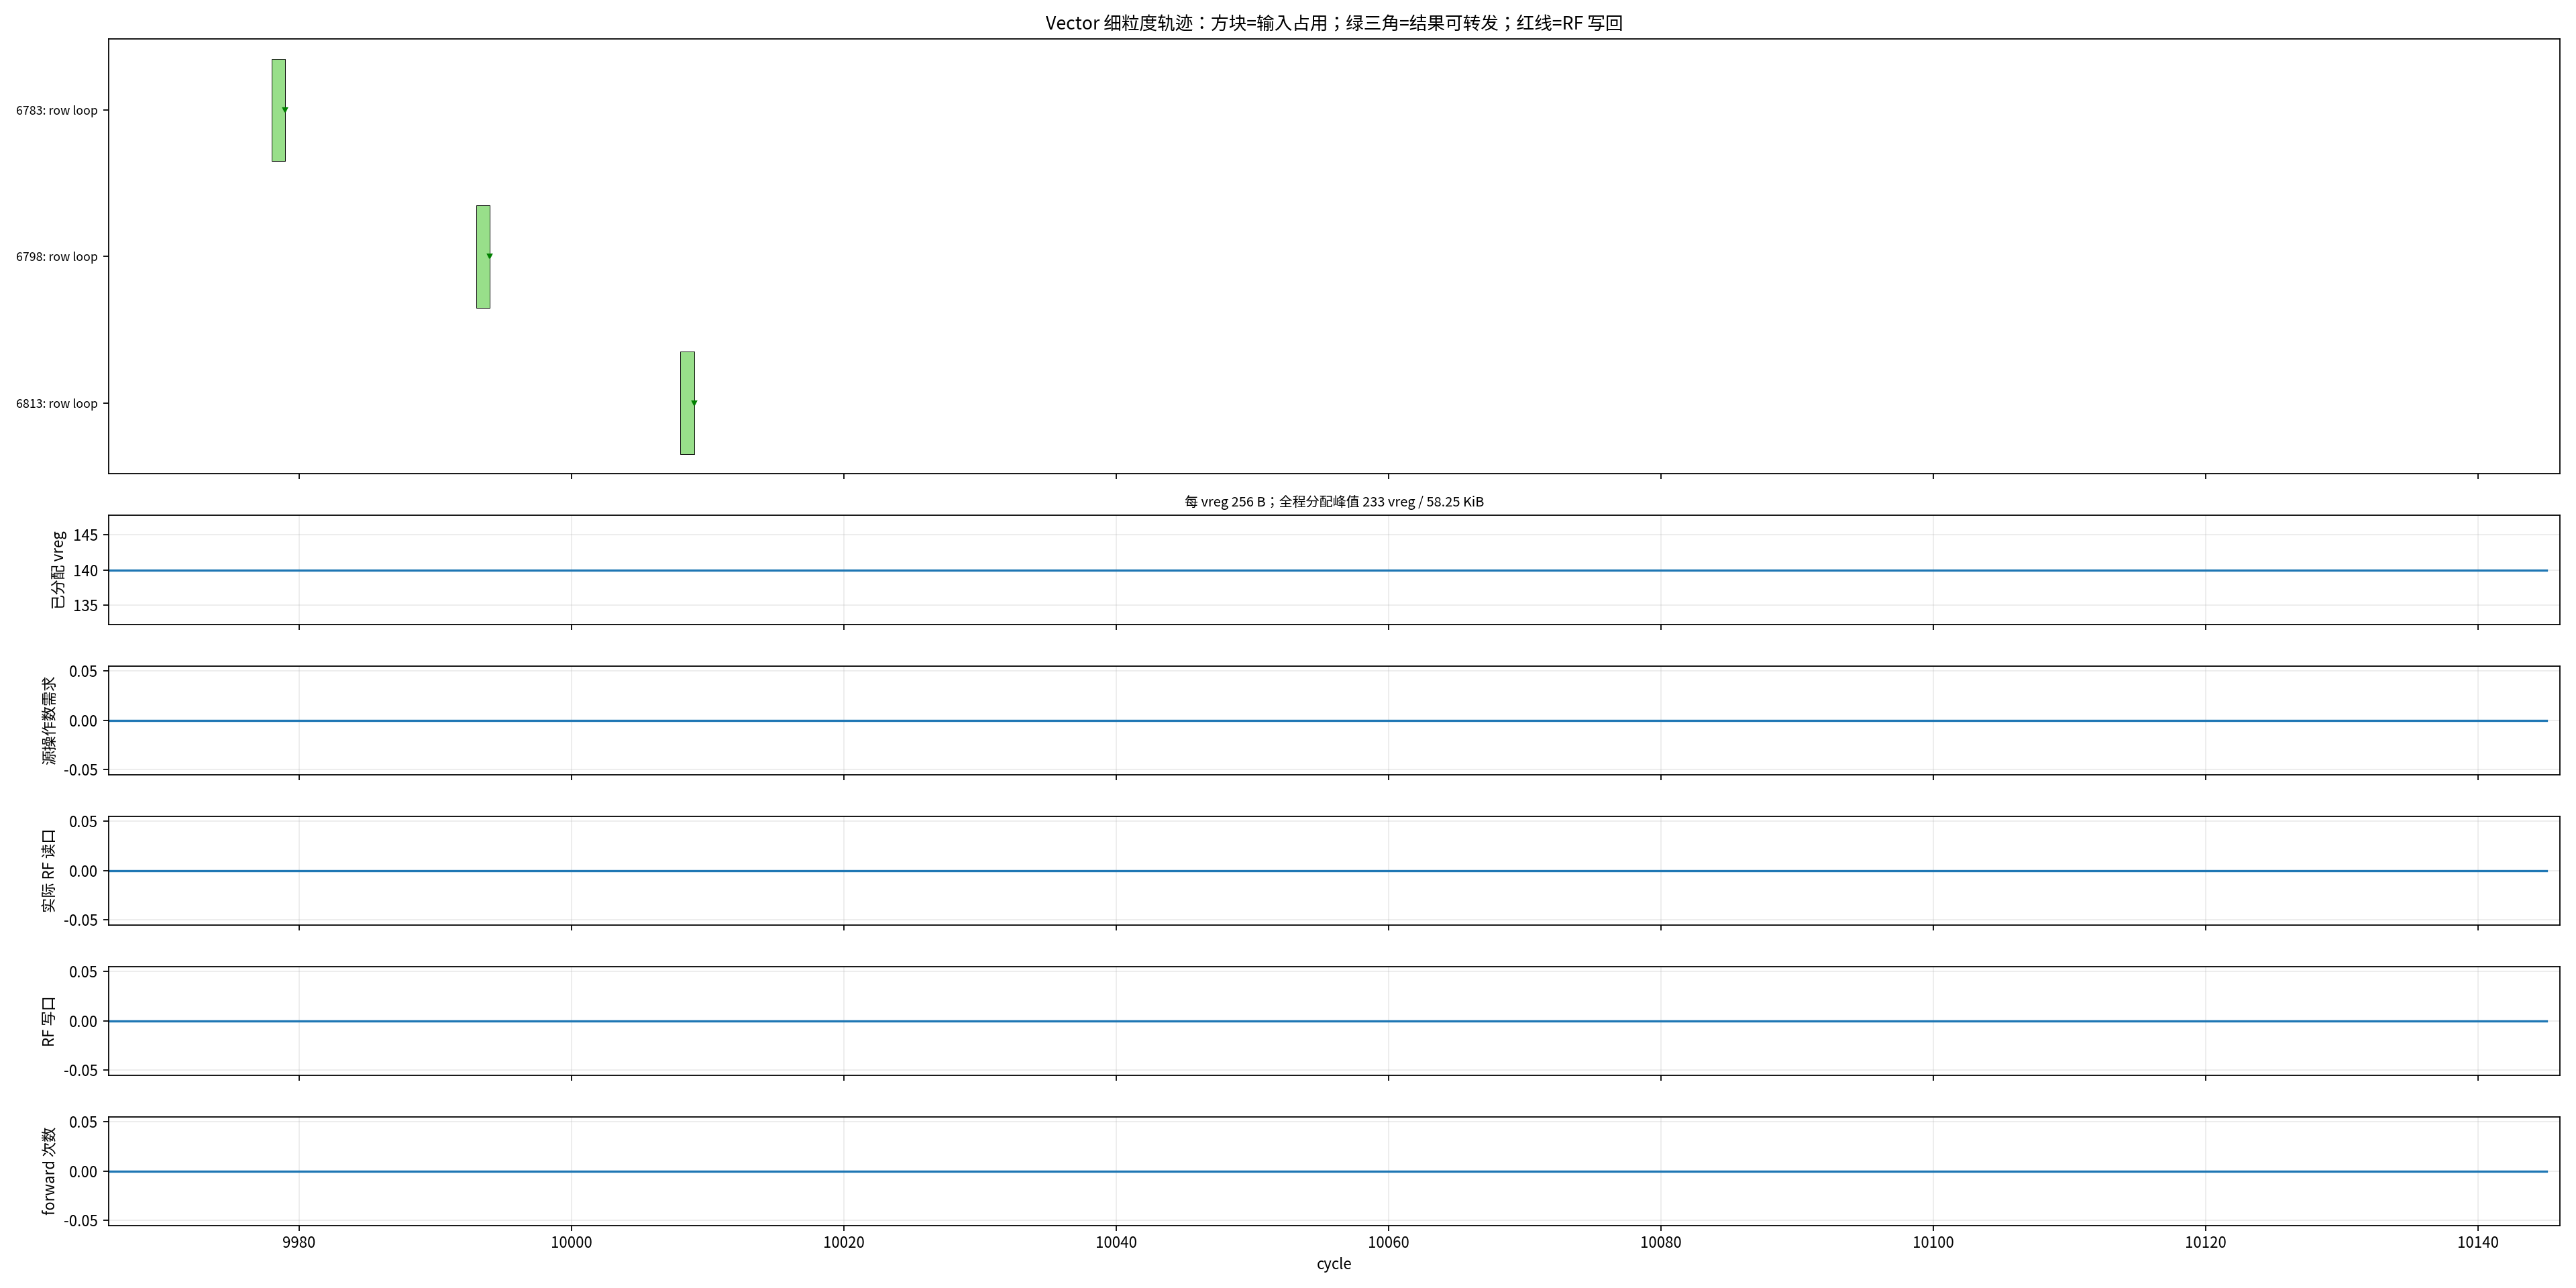 Vector 细粒度轨迹：方块=输入占用；绿三角=结果可转发；红线=RF 写回
6783: row loop
6798: row loop
6813: row loop
每 vreg 256 B；全程分配峰值 233 vreg / 58.25 KiB
已分配 vreg
145
140
135
源操作数需求
0.05
0.00
-0.05
实际 RF 读口
0.05
0.00
-0.05
RF 写口
0.05
0.00
-0.05
forward 次数
0.05
0.00
-0.05
9980 10000 10020 10040 10060 10080 10100 10120 10140
cycle